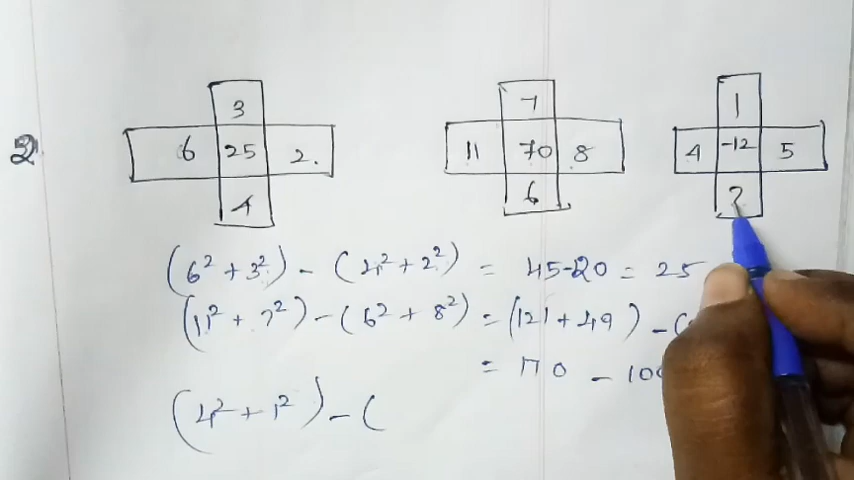 3 7 1
2 6 25 2. 11 70 8 4 -12 5
4 6 ?
(6² + 3²) - (4² + 2²) = 45-20 = 25
(11² + 7²) - (6² + 8²) = (121 + 49) - (
= 170 - 100
(4² + 1²) - (